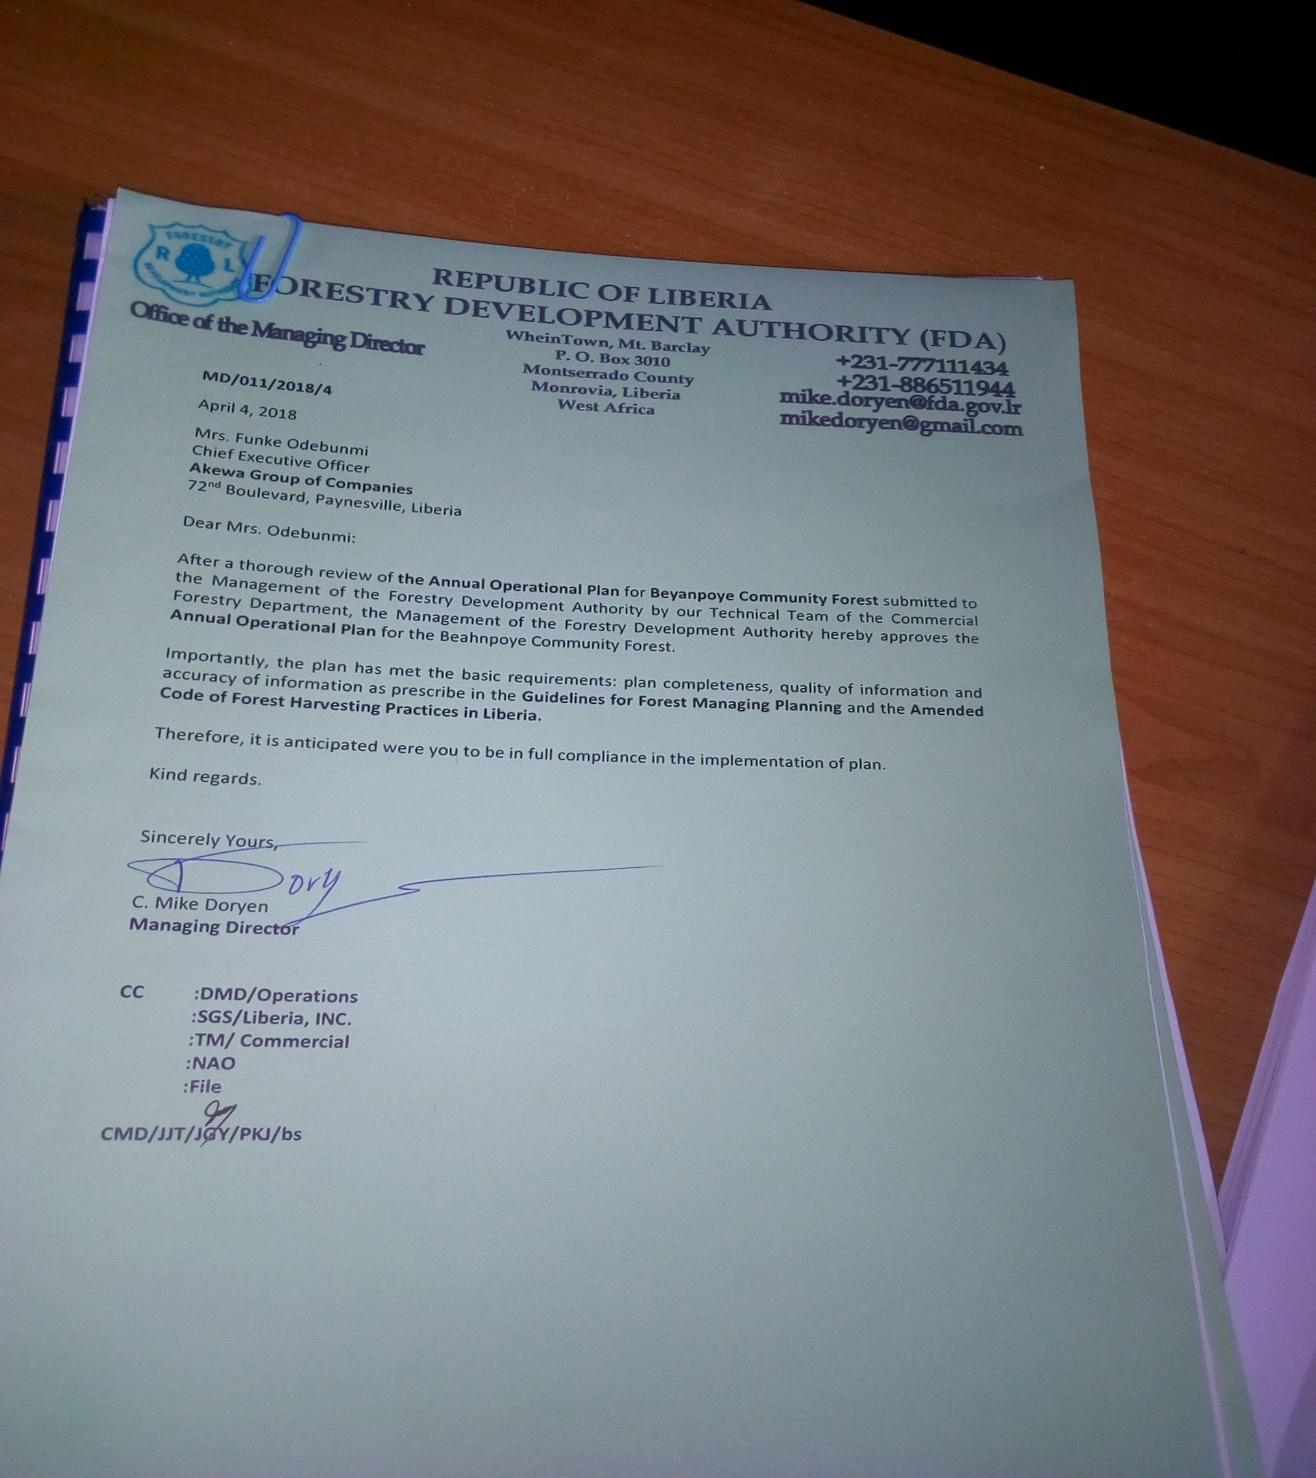 FORESTRY
R L
REPUBLIC OF LIBERIA
FORESTRY DEVELOPMENT AUTHORITY (FDA)
Office of the Managing Director
WheinTown, Mt. Barclay
P. O. Box 3010
Montserrado County
Monrovia, Liberia
West Africa
+231-777111434
+231-886511944
mike.doryen@fda.gov.lr
mikedoryen@gmail.com
MD/011/2018/4
April 4, 2018
Mrs. Funke Odebunmi
Chief Executive Officer
Akewa Group of Companies
72nd Boulevard, Paynesville, Liberia
Dear Mrs. Odebunmi:
After a thorough review of the Annual Operational Plan for Beyanpoye Community Forest submitted to
the Management of the Forestry Development Authority by our Technical Team of the Commercial
Forestry Department, the Management of the Forestry Development Authority hereby approves the
Annual Operational Plan for the Beahnpoye Community Forest.
Importantly, the plan has met the basic requirements: plan completeness, quality of information and
accuracy of information as prescribe in the Guidelines for Forest Managing Planning and the Amended
Code of Forest Harvesting Practices in Liberia.
Therefore, it is anticipated were you to be in full compliance in the implementation of plan.
Kind regards.
Sincerely Yours,
Dory
C. Mike Doryen
Managing Director
CC :DMD/Operations
:SGS/Liberia, INC.
:TM/ Commercial
:NAO
:File
CMD/JJT/JGY/PKJ/bs